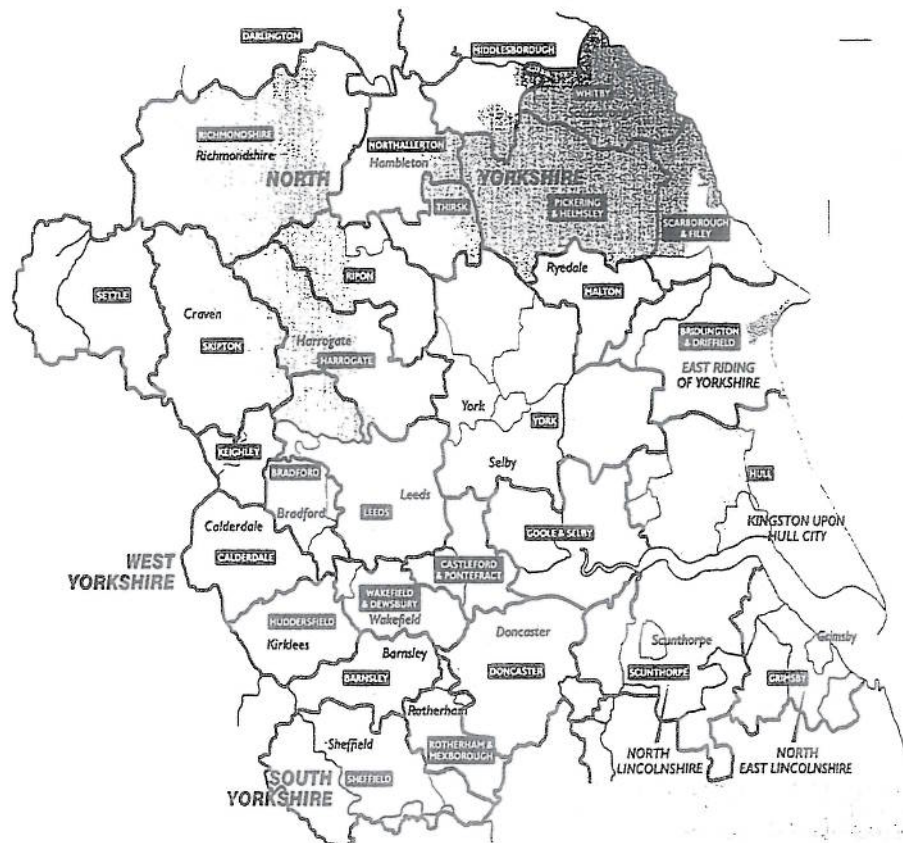 DARLINGTON
MIDDLESBOROUGH
WHITBY
RICHMONDSHIRE
Richmondshire
NORTHALLERTON
Hambleton
NORTH
YORKSHIRE
THIRSK
PICKERING
& HELMSLEY
SCARBOROUGH
& FILEY
SETTLE
RIPON
Ryedale
MALTON
Craven
SKIPTON
Harrogate
HARROGATE
BRIDLINGTON
& DRIFFIELD
EAST RIDING
OF YORKSHIRE
York
YORK
KEIGHLEY
BRADFORD
Selby
HULL
Leeds
LEEDS
Bradford
Calderdale
CALDERDALE
GOOLE & SELBY
KINGSTON UPON
HULL CITY
WEST
YORKSHIRE
CASTLEFORD
& PONTEFRACT
WAKEFIELD
& DEWSBURY
Wakefield
HUDDERSFIELD
Kirklees
Doncaster
DONCASTER
Scunthorpe
SCUNTHORPE
Grimsby
GRIMSBY
Barnsley
BARNSLEY
Rotherham
ROTHERHAM &
MEXBOROUGH
Sheffield
SHEFFIELD
SOUTH
YORKSHIRE
NORTH
LINCOLNSHIRE
NORTH
EAST LINCOLNSHIRE